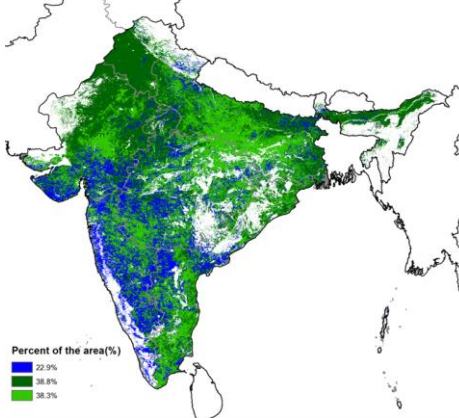 Percent of the area(%)
22.9%
38.8%
38.3%